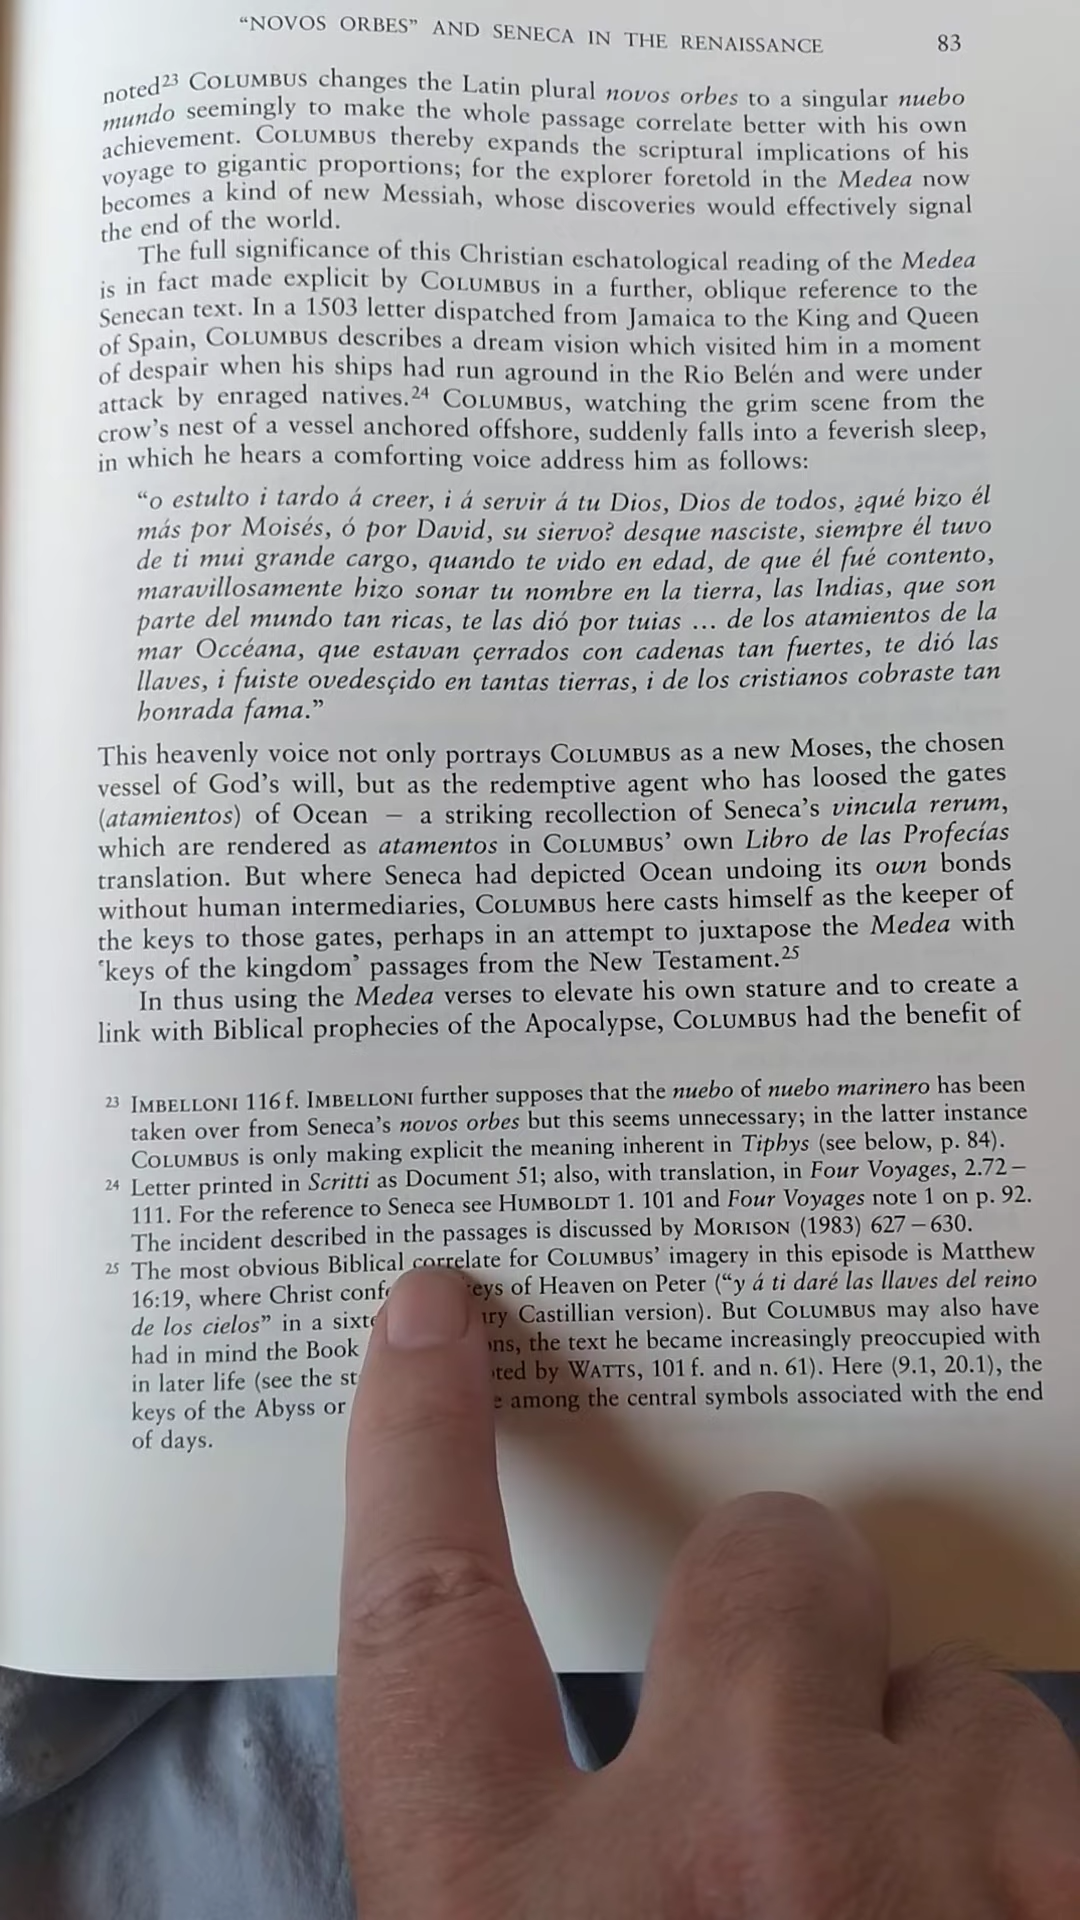 “NOVOS ORBES” AND SENECA IN THE RENAISSANCE 83
noted²³ COLUMBUS changes the Latin plural novos orbes to a singular nuebo
mundo seemingly to make the whole passage correlate better with his own
achievement. COLUMBUS thereby expands the scriptural implications of his
voyage to gigantic proportions; for the explorer foretold in the Medea now
becomes a kind of new Messiah, whose discoveries would effectively signal
the end of the world.
The full significance of this Christian eschatological reading of the Medea
is in fact made explicit by COLUMBUS in a further, oblique reference to the
Senecan text. In a 1503 letter dispatched from Jamaica to the King and Queen
of Spain, COLUMBUS describes a dream vision which visited him in a moment
of despair when his ships had run aground in the Rio Belén and were under
attack by enraged natives.²⁴ COLUMBUS, watching the grim scene from the
crow’s nest of a vessel anchored offshore, suddenly falls into a feverish sleep,
in which he hears a comforting voice address him as follows:
“o estulto i tardo á creer, i á servir á tu Dios, Dios de todos, ¿qué hizo él
más por Moisés, ó por David, su siervo? desque nasciste, siempre él tuvo
de ti mui grande cargo, quando te vido en edad, de que él fué contento,
maravillosamente hizo sonar tu nombre en la tierra, las Indias, que son
parte del mundo tan ricas, te las dió por tuias ... de los atamientos de la
mar Occéana, que estavan çerrados con cadenas tan fuertes, te dió las
llaves, i fuiste ovedesçido en tantas tierras, i de los cristianos cobraste tan
honrada fama.”
This heavenly voice not only portrays COLUMBUS as a new Moses, the chosen
vessel of God’s will, but as the redemptive agent who has loosed the gates
(atamientos) of Ocean – a striking recollection of Seneca’s vincula rerum,
which are rendered as atamentos in COLUMBUS’ own Libro de las Profecías
translation. But where Seneca had depicted Ocean undoing its own bonds
without human intermediaries, COLUMBUS here casts himself as the keeper of
the keys to those gates, perhaps in an attempt to juxtapose the Medea with
‘keys of the kingdom’ passages from the New Testament.²⁵
In thus using the Medea verses to elevate his own stature and to create a
link with Biblical prophecies of the Apocalypse, COLUMBUS had the benefit of
²³ IMBELLONI 116 f. IMBELLONI further supposes that the nuebo of nuebo marinero has been
taken over from Seneca’s novos orbes but this seems unnecessary; in the latter instance
COLUMBUS is only making explicit the meaning inherent in Tiphys (see below, p. 84).
²⁴ Letter printed in Scritti as Document 51; also, with translation, in Four Voyages, 2.72 –
111. For the reference to Seneca see HUMBOLDT 1. 101 and Four Voyages note 1 on p. 92.
The incident described in the passages is discussed by MORISON (1983) 627 – 630.
²⁵ The most obvious Biblical correlate for COLUMBUS’ imagery in this episode is Matthew
16:19, where Christ conf eys of Heaven on Peter (“y á ti daré las llaves del reino
de los cielos” in a sixte ry Castillian version). But COLUMBUS may also have
had in mind the Book ns, the text he became increasingly preoccupied with
in later life (see the st ted by WATTS, 101 f. and n. 61). Here (9.1, 20.1), the
keys of the Abyss or among the central symbols associated with the end
of days.